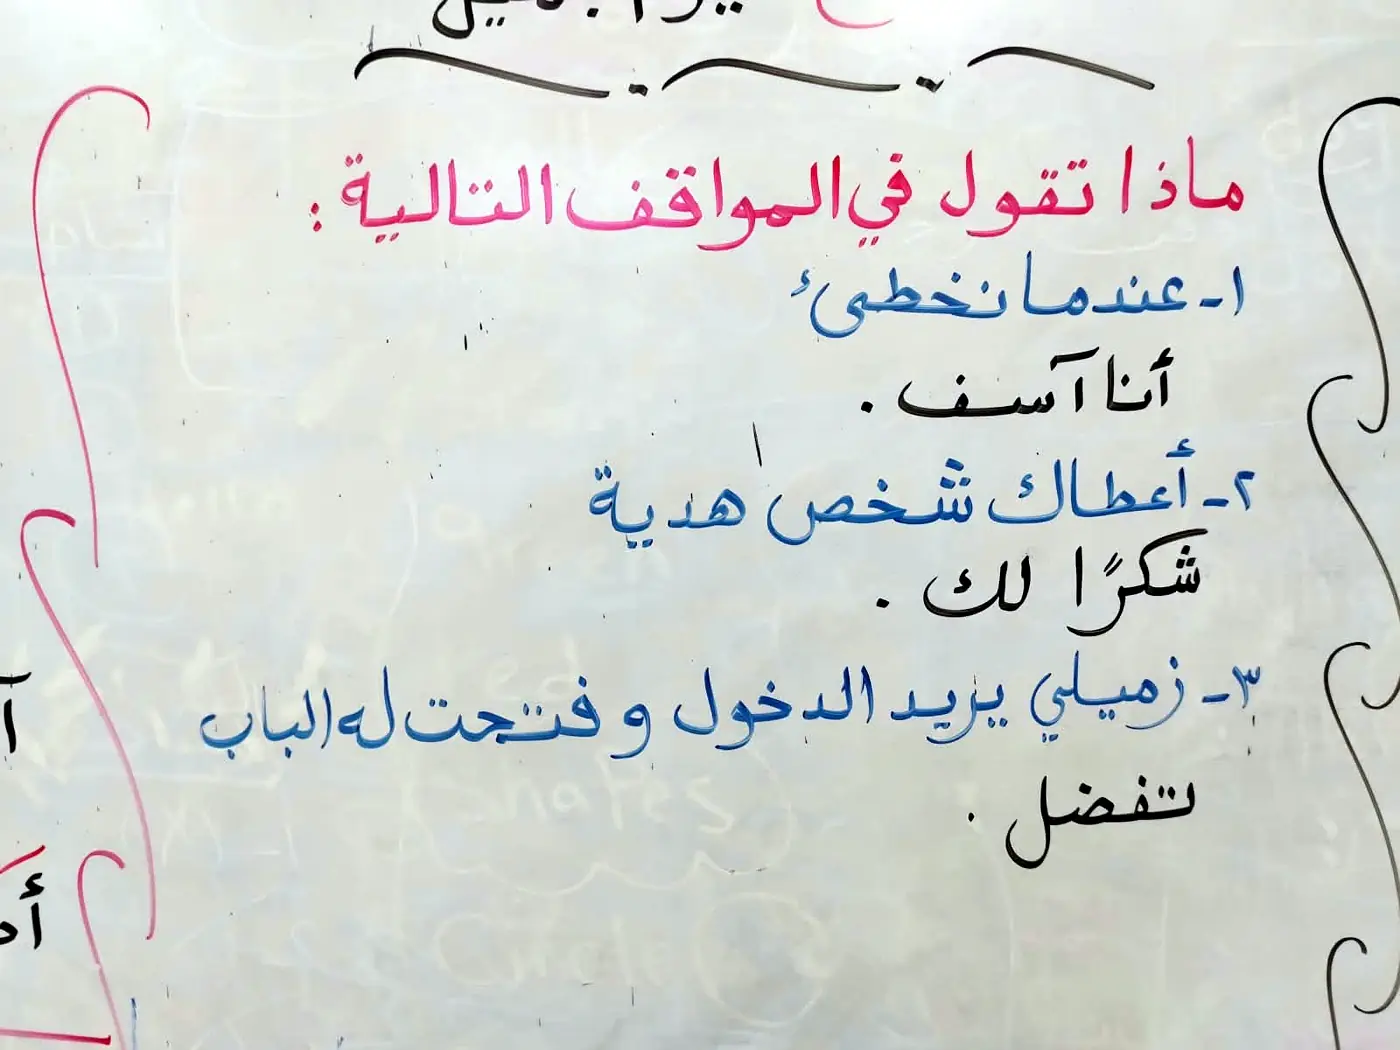 ماذا تقول في المواقف التالية :
١- عندما نخطئ
أنا آسف .
٢- أعطاك شخص هدية
شكرًا لك .
٣- زميلي يريد الدخول و فتحت له الباب
تفضل .